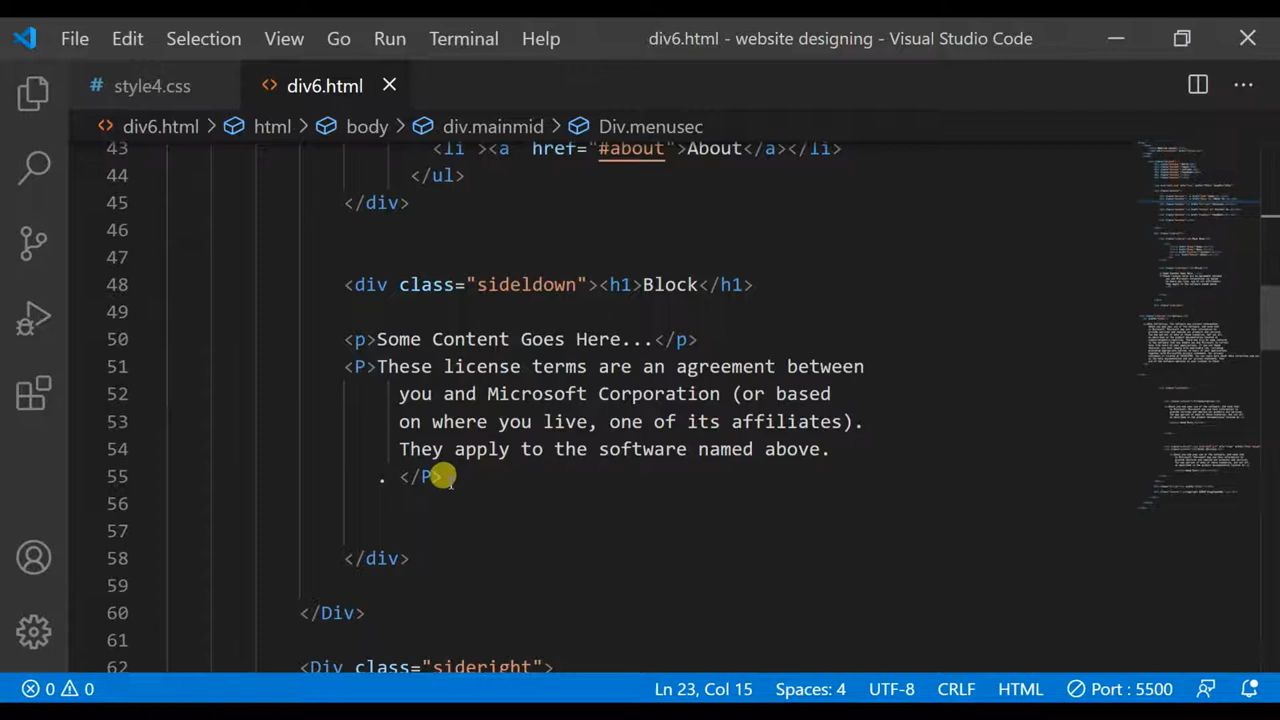 File Edit Selection View Go Run Terminal Help div6.html - website designing - Visual Studio Code
# style4.css <> div6.html
<> div6.html > html > body > div.mainmid > Div.menusec
43 <li ><a href="#about">About</a></li>
44 </ul>
45 </div>
46
47
48 <div class="sideldown"><h1>Block</h1>
49
50 <p>Some Content Goes Here...</p>
51 <P>These license terms are an agreement between
52 you and Microsoft Corporation (or based
53 on where you live, one of its affiliates).
54 They apply to the software named above.
55 . </P>
56
57
58 </div>
59
60 </Div>
61
62 <Div class="sideright">
0 0 Ln 23, Col 15 Spaces: 4 UTF-8 CRLF HTML Port : 5500